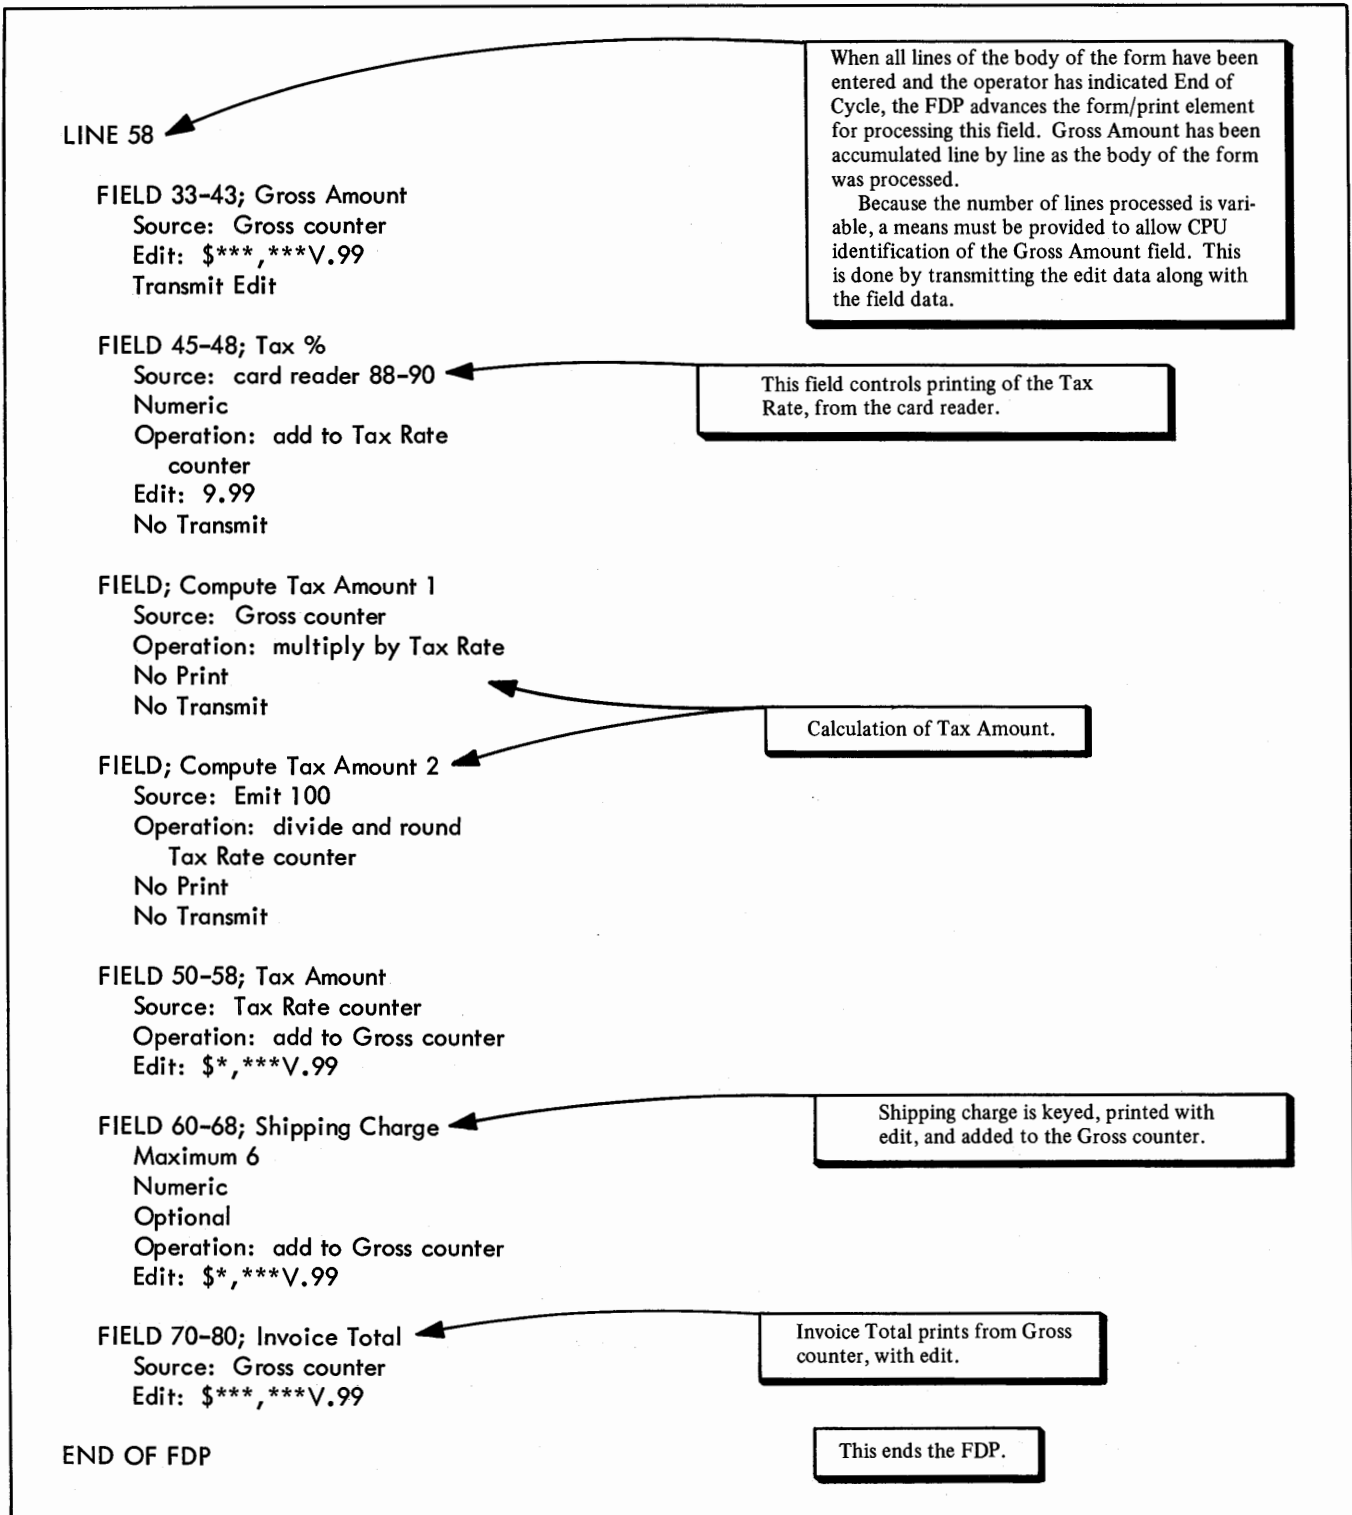 When all lines of the body of the form have been
entered and the operator has indicated End of
Cycle, the FDP advances the form/print element
for processing this field. Gross Amount has been
accumulated line by line as the body of the form
was processed.
Because the number of lines processed is vari-
able, a means must be provided to allow CPU
identification of the Gross Amount field. This
is done by transmitting the edit data along with
the field data.
LINE 58
FIELD 33-43; Gross Amount
Source: Gross counter
Edit: $***,***V.99
Transmit Edit
FIELD 45-48; Tax %
Source: card reader 88-90
This field controls printing of the Tax
Rate, from the card reader.
Numeric
Operation: add to Tax Rate
counter
Edit: 9.99
No Transmit
FIELD; Compute Tax Amount 1
Source: Gross counter
Operation: multiply by Tax Rate
No Print
No Transmit
Calculation of Tax Amount.
FIELD; Compute Tax Amount 2
Source: Emit 100
Operation: divide and round
Tax Rate counter
No Print
No Transmit
FIELD 50-58; Tax Amount
Source: Tax Rate counter
Operation: add to Gross counter
Edit: $*,***V.99
FIELD 60-68; Shipping Charge
Shipping charge is keyed, printed with
edit, and added to the Gross counter.
Maximum 6
Numeric
Optional
Operation: add to Gross counter
Edit: $*,***V.99
FIELD 70-80; Invoice Total
Invoice Total prints from Gross
counter, with edit.
Source: Gross counter
Edit: $***,***V.99
END OF FDP
This ends the FDP.